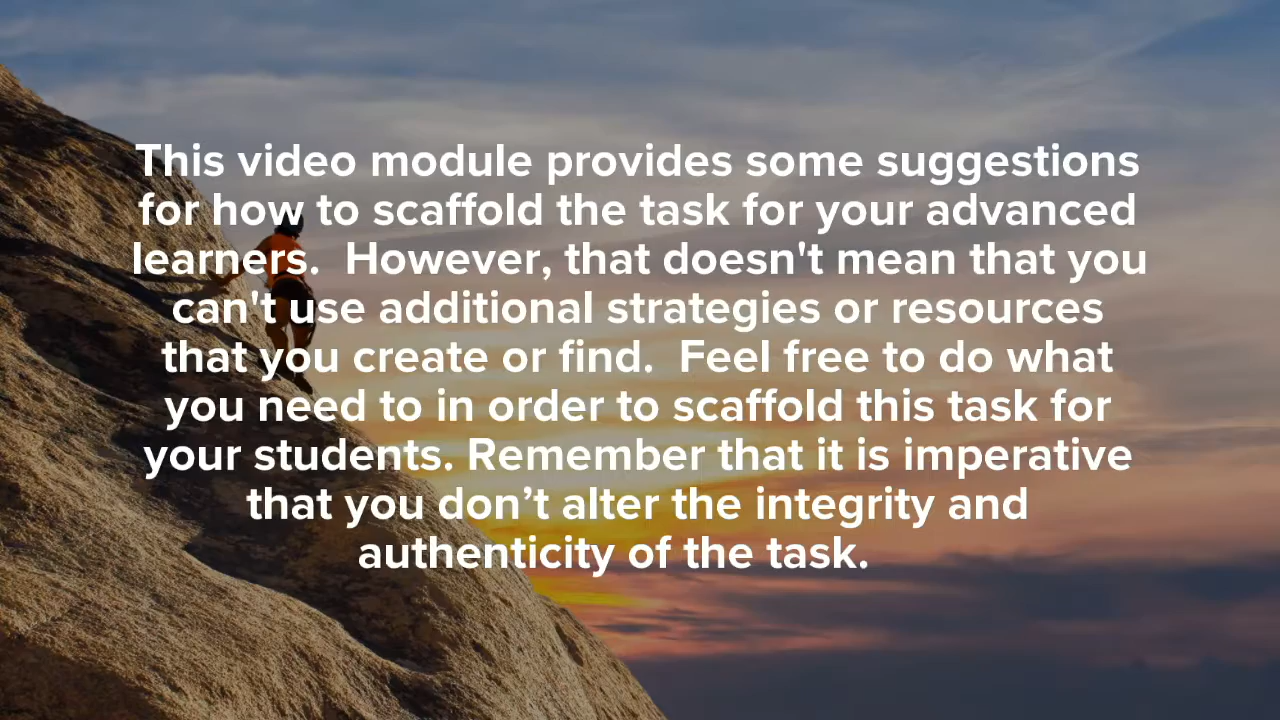 This video module provides some suggestions
for how to scaffold the task for your advanced
learners.  However, that doesn't mean that you
can't use additional strategies or resources
that you create or find.  Feel free to do what
you need to in order to scaffold this task for
your students. Remember that it is imperative
that you don’t alter the integrity and
authenticity of the task.